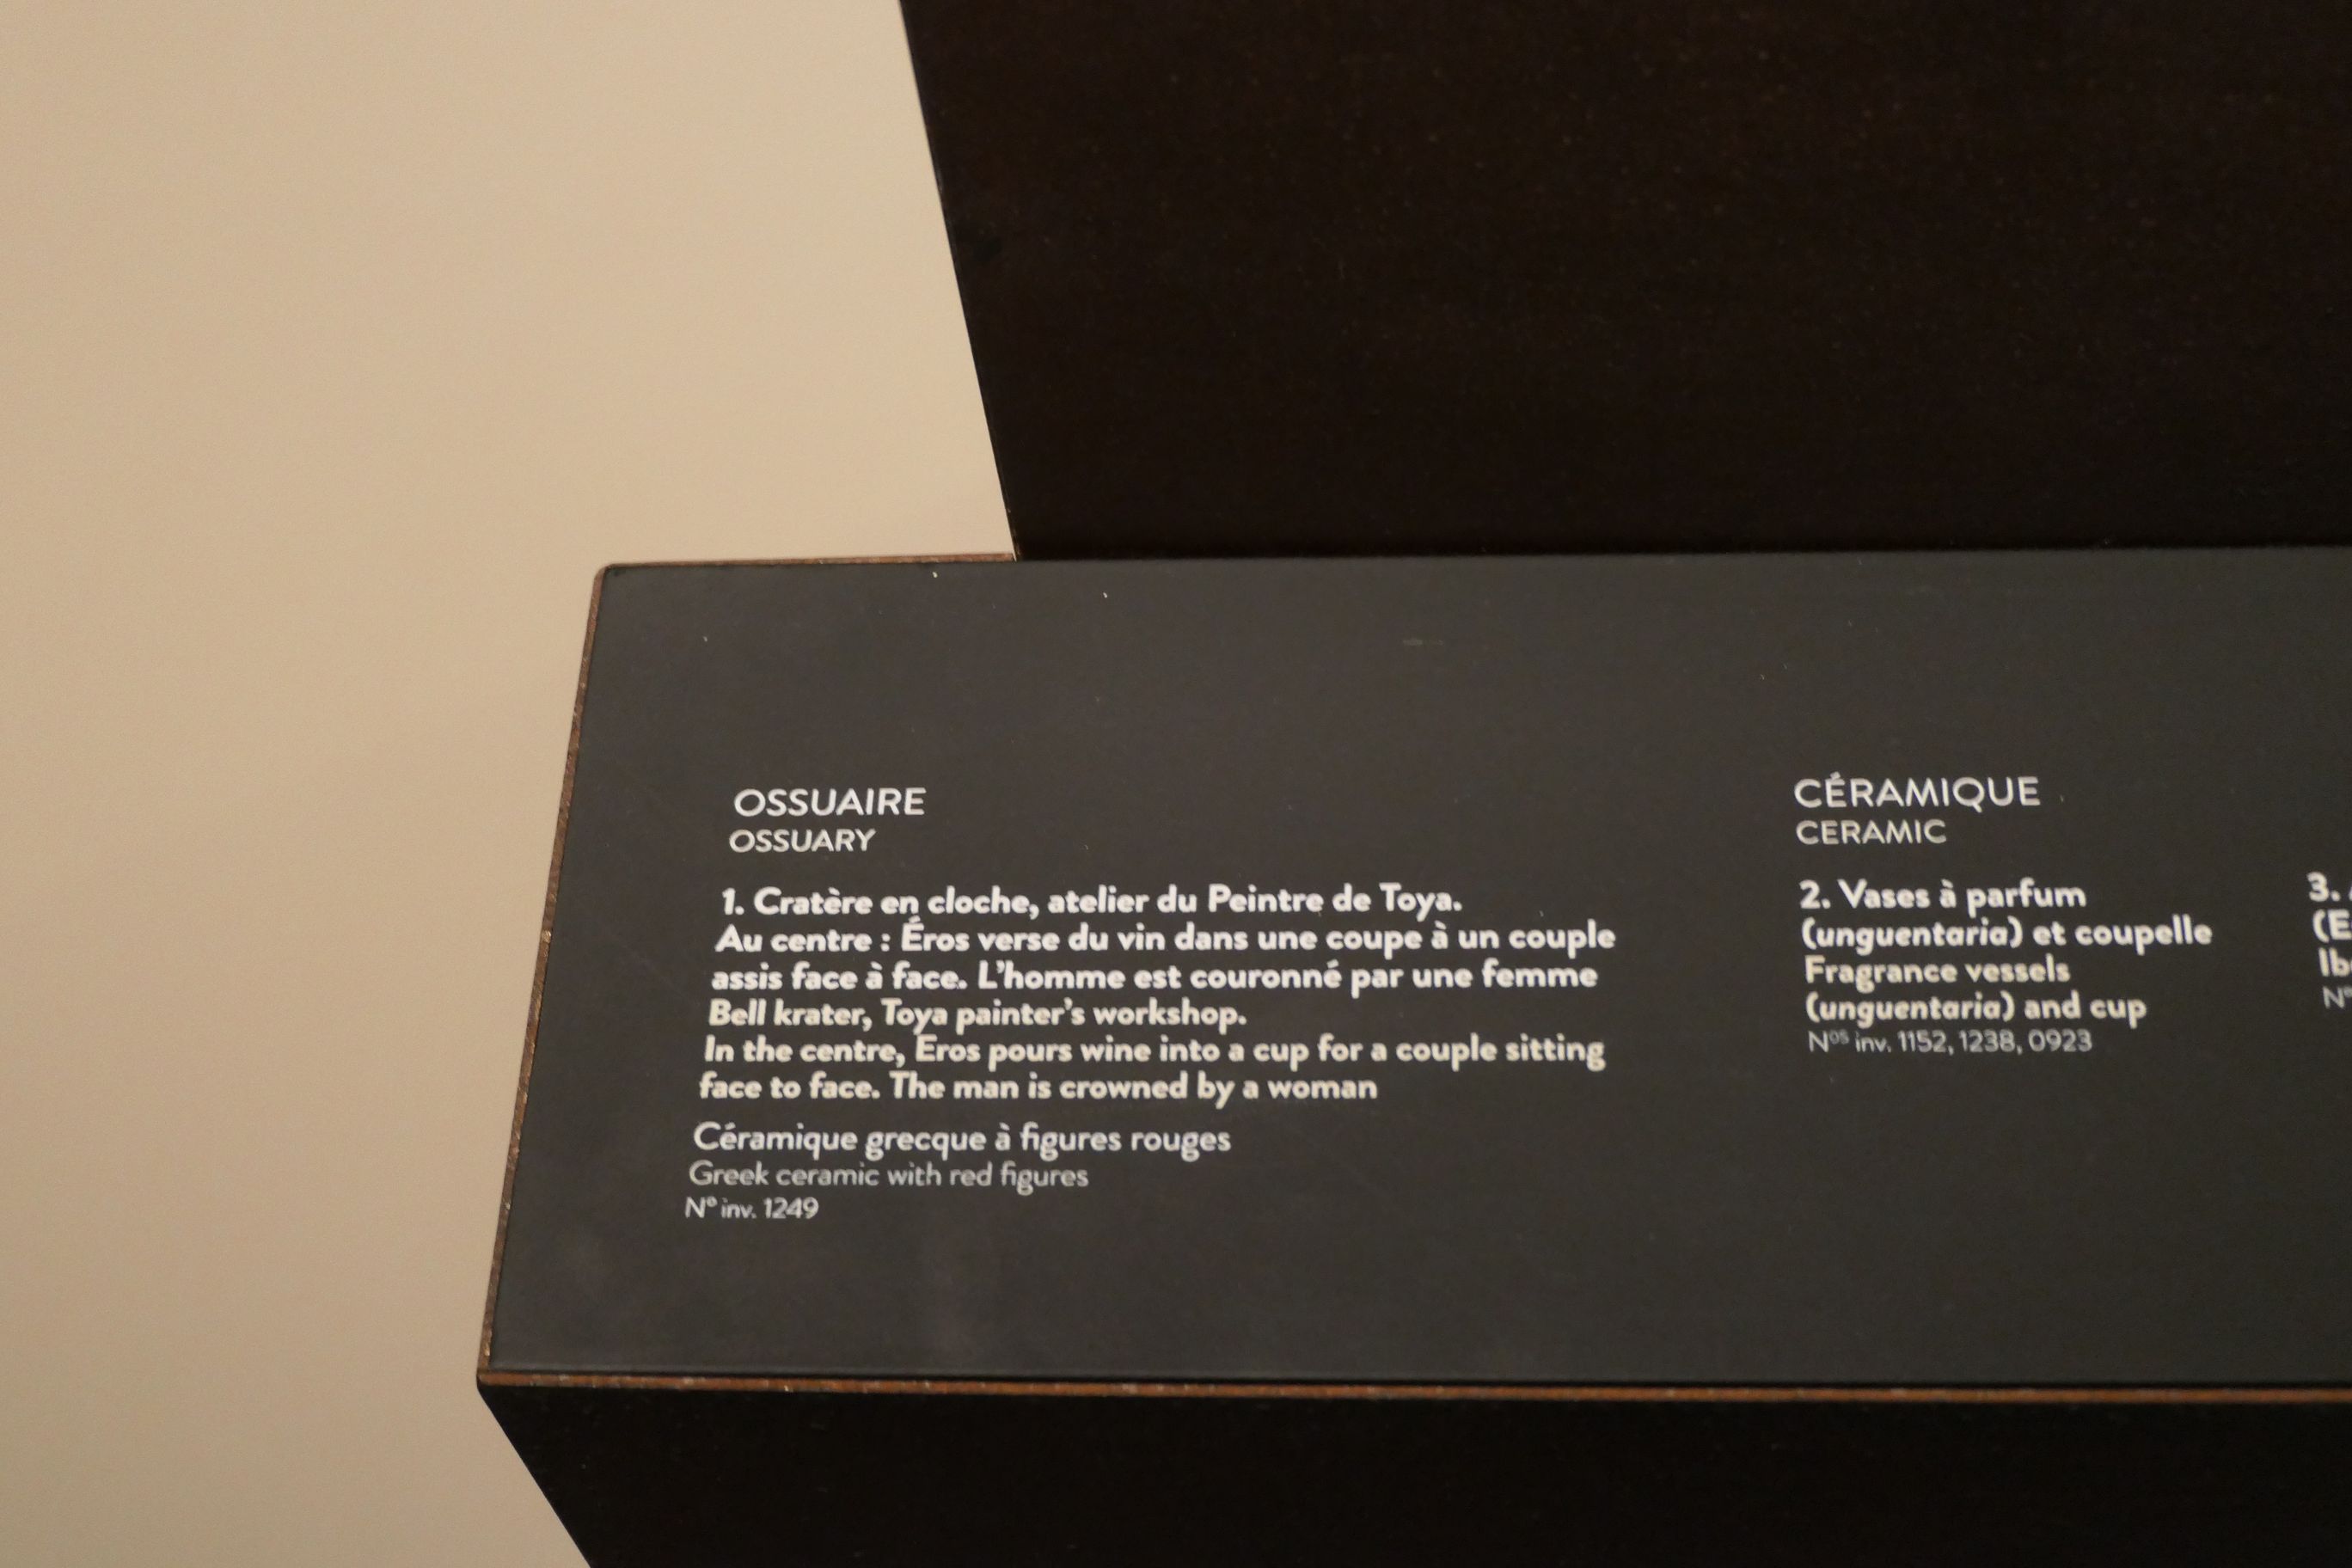 OSSUAIRE
OSSUARY
1. Cratère en cloche, atelier du Peintre de Toya.
Au centre : Éros verse du vin dans une coupe à un couple
assis face à face. L'homme est couronné par une femme
Bell krater, Toya painter's workshop.
In the centre, Eros pours wine into a cup for a couple sitting
face to face. The man is crowned by a woman
Céramique grecque à figures rouges
Greek ceramic with red figures
N° inv. 1249
CÉRAMIQUE
CERAMIC
2. Vases à parfum
(unguentaria) et coupelle
Fragrance vessels
(unguentaria) and cup
Nos inv. 1152, 1238, 0923
3.